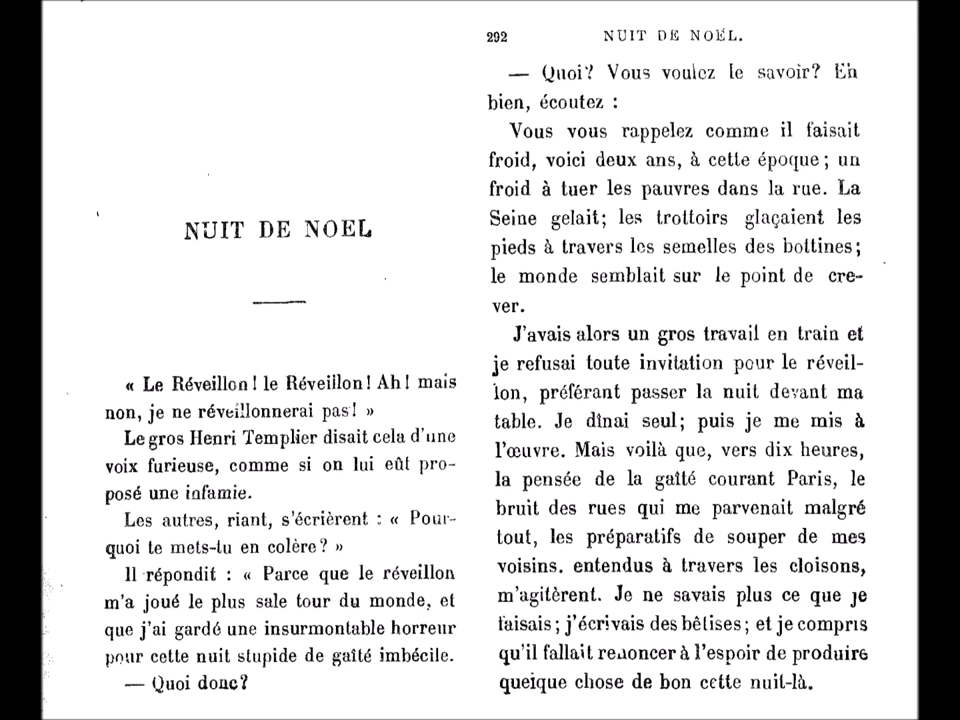 NUIT DE NOEL
« Le Réveillon! le Réveillon! Ah! mais
non, je ne réveillonnerai pas! »
Le gros Henri Templier disait cela d'une
voix furieuse, comme si on lui eût pro-
posé une infamie.
Les autres, riant, s'écrièrent : « Pour-
quoi te mets-tu en colère? »
Il répondit : « Parce que le réveillon
m'a joué le plus sale tour du monde, et
que j'ai gardé une insurmontable horreur
pour cette nuit stupide de gaîté imbécile.
— Quoi donc?
292 NUIT DE NOËL.
— Quoi? Vous voulez le savoir? Eh
bien, écoutez :
Vous vous rappelez comme il faisait
froid, voici deux ans, à cette époque; un
froid à tuer les pauvres dans la rue. La
Seine gelait; les trottoirs glaçaient les
pieds à travers les semelles des bottines;
le monde semblait sur le point de cre-
ver.
J'avais alors un gros travail en train et
je refusai toute invitation pour le réveil-
lon, préférant passer la nuit devant ma
table. Je dînai seul; puis je me mis à
l'œuvre. Mais voilà que, vers dix heures,
la pensée de la gaîté courant Paris, le
bruit des rues qui me parvenait malgré
tout, les préparatifs de souper de mes
voisins. entendus à travers les cloisons,
m'agitèrent. Je ne savais plus ce que je
faisais; j'écrivais des bêtises; et je compris
qu'il fallait renoncer à l'espoir de produire
quelque chose de bon cette nuit-là.